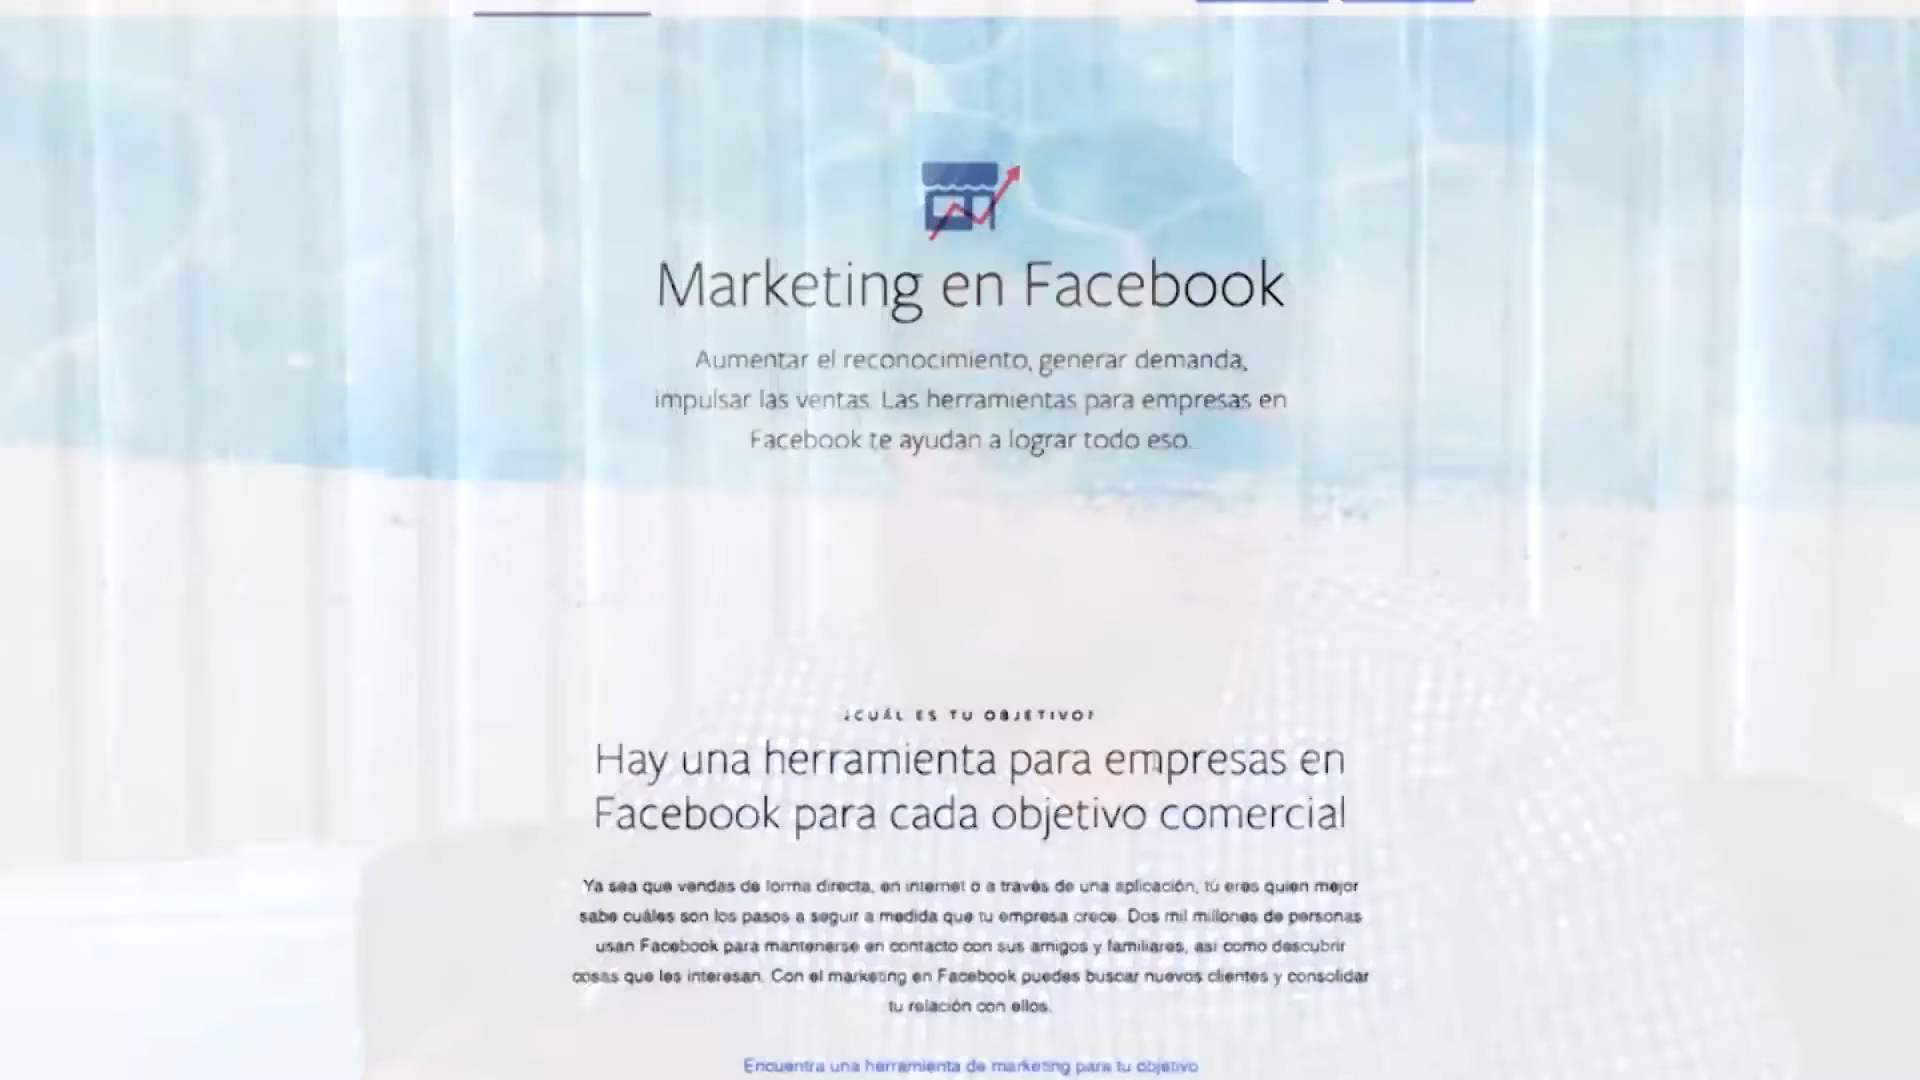 Marketing en Facebook
Aumentar el reconocimiento, generar demanda,
impulsar las ventas. Las herramientas para empresas en
Facebook te ayudan a lograr todo eso.
¿CUÁL ES TU OBJETIVO?
Hay una herramienta para empresas en
Facebook para cada objetivo comercial
Ya sea que vendas de forma directa, en internet o a través de una aplicación, tú eres quien mejor
sabe cuáles son los pasos a seguir a medida que tu empresa crece. Dos mil millones de personas
usan Facebook para mantenerse en contacto con sus amigos y familiares, así como descubrir
cosas que les interesan. Con el marketing en Facebook puedes buscar nuevos clientes y consolidar
tu relación con ellos.
Encuentra una herramienta de marketing para tu objetivo